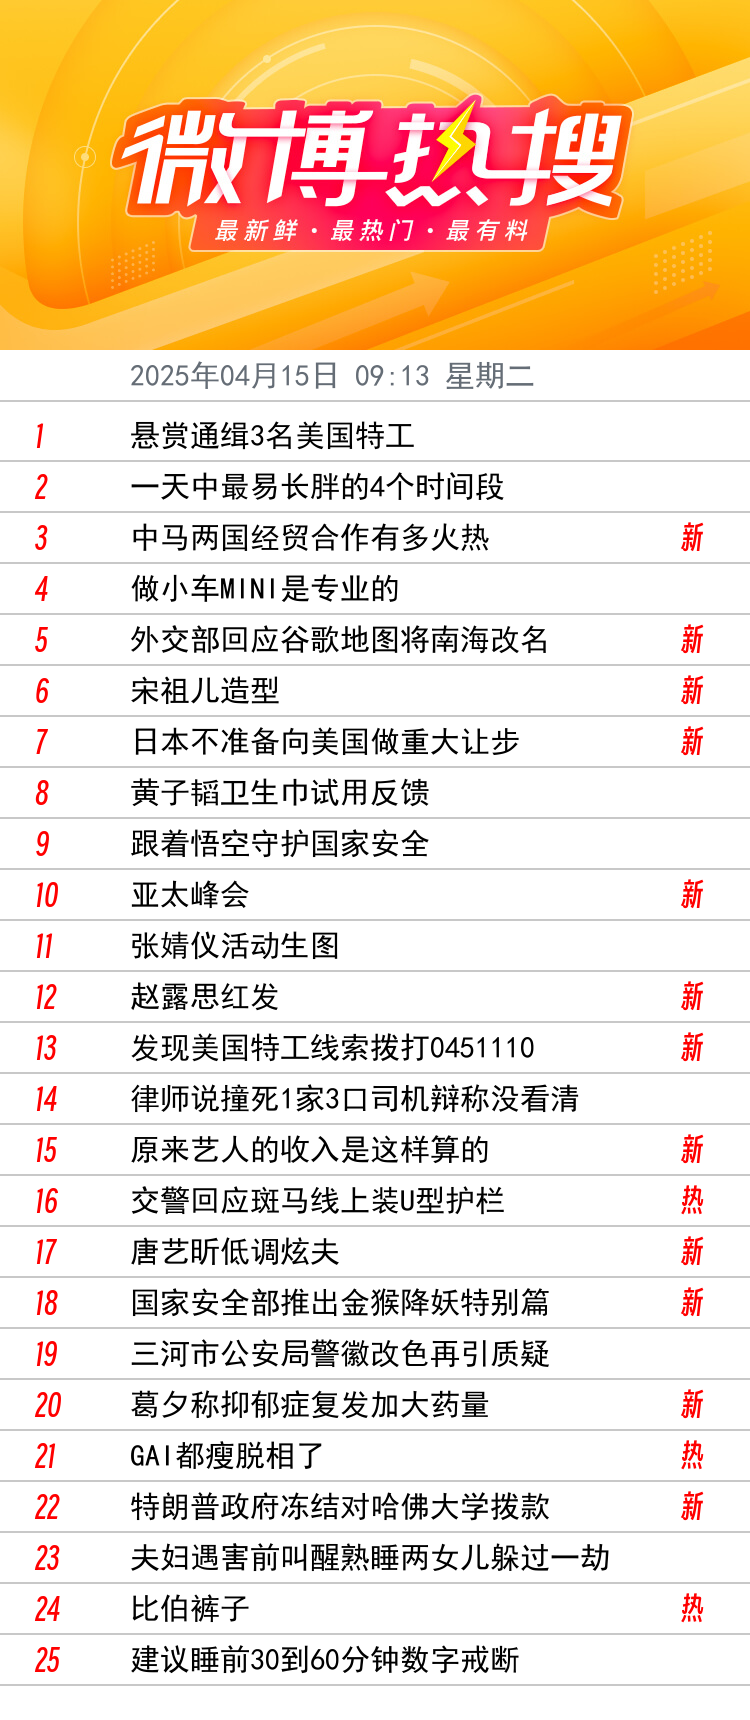 微博热搜
最新鲜·最热门·最有料
2025年04月15日 09:13 星期二
1 悬赏通缉3名美国特工
2 一天中最易长胖的4个时间段
3 中马两国经贸合作有多火热 新
4 做小车MINI是专业的
5 外交部回应谷歌地图将南海改名 新
6 宋祖儿造型 新
7 日本不准备向美国做重大让步 新
8 黄子韬卫生巾试用反馈
9 跟着悟空守护国家安全
10 亚太峰会 新
11 张婧仪活动生图
12 赵露思红发 新
13 发现美国特工线索拨打0451110 新
14 律师说撞死1家3口司机辩称没看清
15 原来艺人的收入是这样算的 新
16 交警回应斑马线上装U型护栏 热
17 唐艺昕低调炫夫 新
18 国家安全部推出金猴降妖特别篇 新
19 三河市公安局警徽改色再引质疑
20 葛夕称抑郁症复发加大药量 新
21 GAI都瘦脱相了 热
22 特朗普政府冻结对哈佛大学拨款 新
23 夫妇遇害前叫醒熟睡两女儿躲过一劫
24 比伯裤子 热
25 建议睡前30到60分钟数字戒断